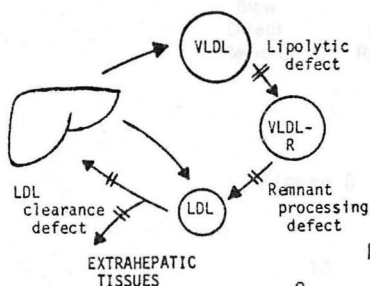 VLDL
Lipolytic
defect
VLDL-
R
Remnant
processing
defect
LDL
LDL
clearance
defect
EXTRAHEPATIC
TISSUES